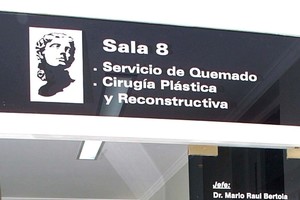 Sala 8
. Servicio de Quemado
. Cirugía Plástica
y Reconstructiva
Jefe:
Dr. Mario Raul Bertola